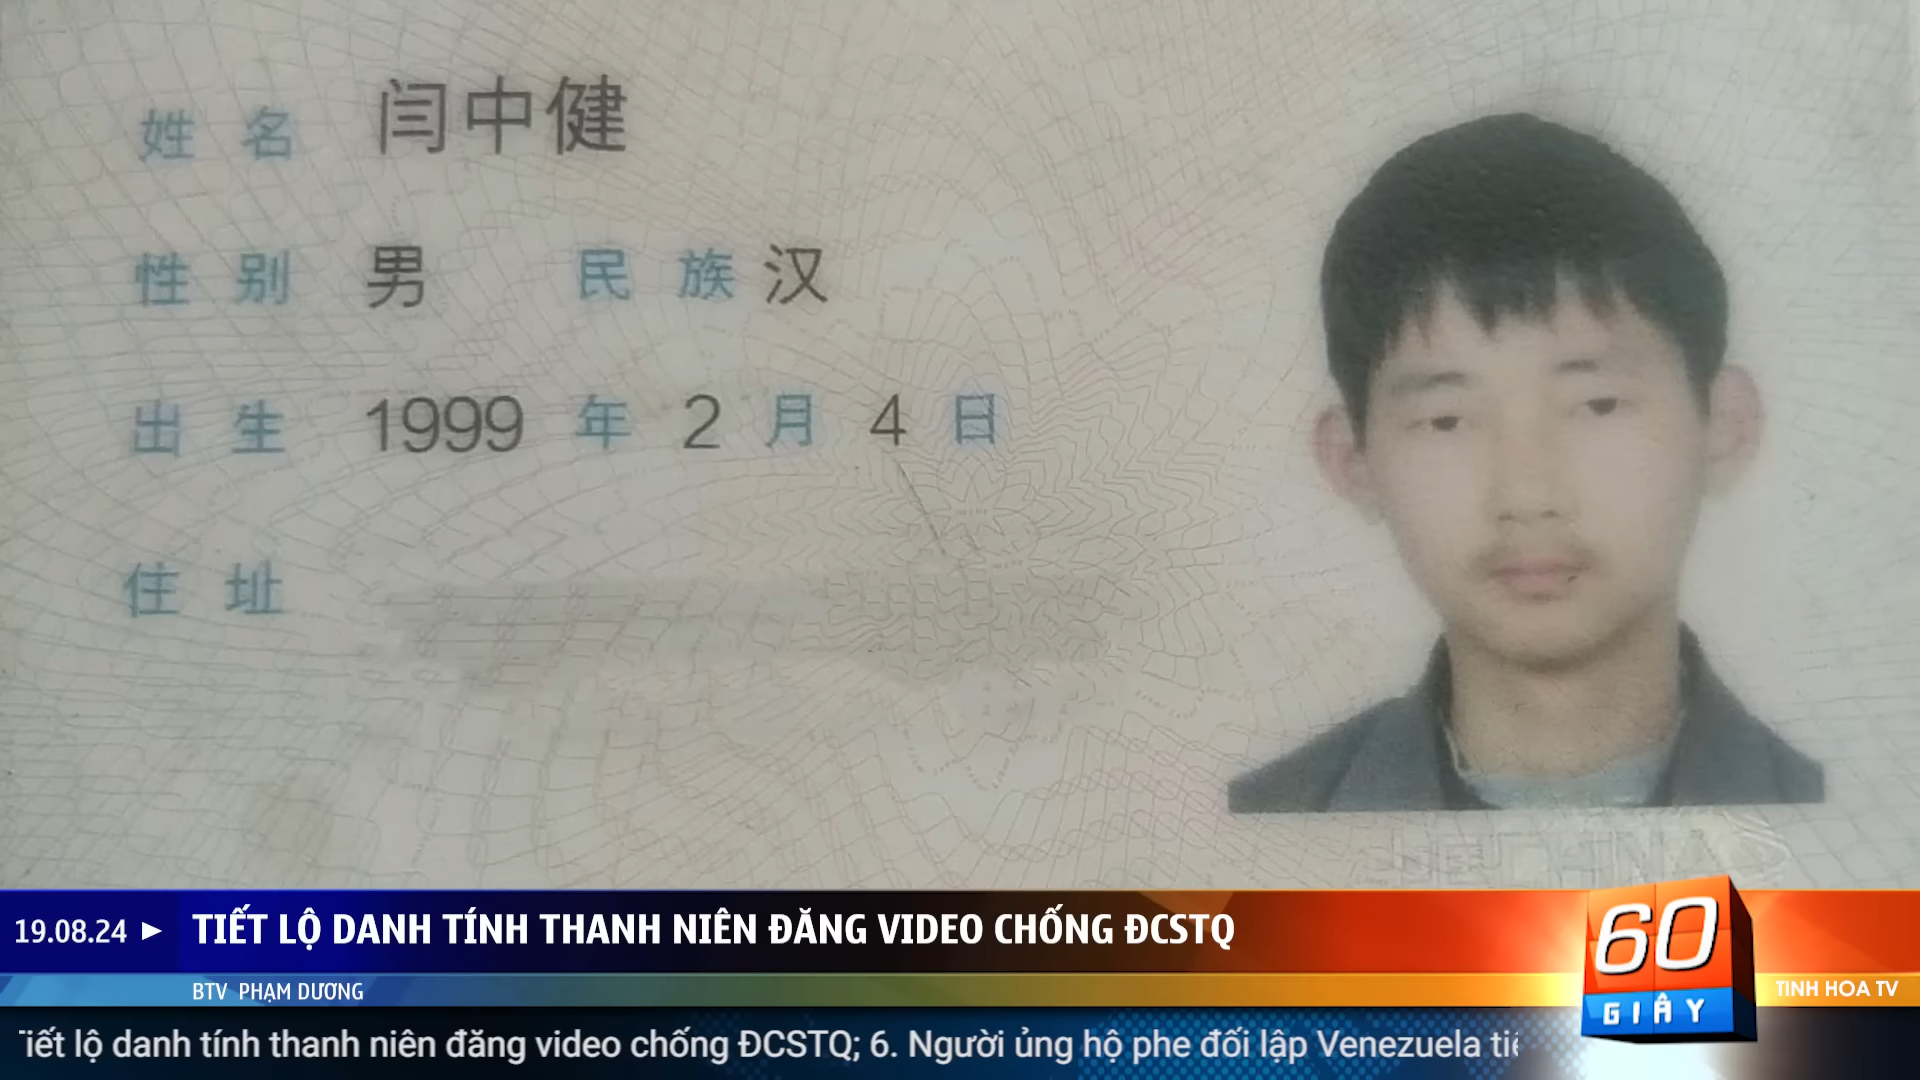 姓名 闫中健
性别 男 民族 汉
出生 1999 年 2 月 4 日
住址
19.08.24
TIẾT LỘ DANH TÍNH THANH NIÊN ĐĂNG VIDEO CHỐNG ĐCSTQ
BTV PHẠM DƯƠNG
60
GIÂY
TINH HOA TV
Tiết lộ danh tính thanh niên đăng video chống ĐCSTQ; 6. Người ủng hộ phe đối lập Venezuela